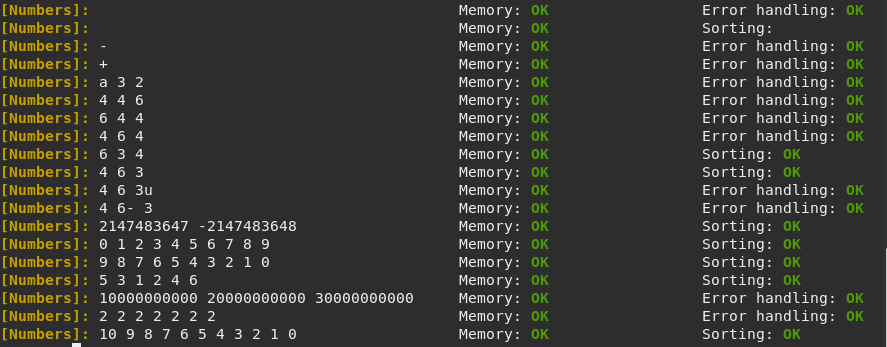 [Numbers]: Memory: OK Error handling: OK
[Numbers]: Memory: OK Sorting:
[Numbers]: - Memory: OK Error handling: OK
[Numbers]: + Memory: OK Error handling: OK
[Numbers]: a 3 2 Memory: OK Error handling: OK
[Numbers]: 4 4 6 Memory: OK Error handling: OK
[Numbers]: 6 4 4 Memory: OK Error handling: OK
[Numbers]: 4 6 4 Memory: OK Error handling: OK
[Numbers]: 6 3 4 Memory: OK Sorting: OK
[Numbers]: 4 6 3 Memory: OK Sorting: OK
[Numbers]: 4 6 3u Memory: OK Error handling: OK
[Numbers]: 4 6- 3 Memory: OK Error handling: OK
[Numbers]: 2147483647 -2147483648 Memory: OK Sorting: OK
[Numbers]: 0 1 2 3 4 5 6 7 8 9 Memory: OK Sorting: OK
[Numbers]: 9 8 7 6 5 4 3 2 1 0 Memory: OK Sorting: OK
[Numbers]: 5 3 1 2 4 6 Memory: OK Sorting: OK
[Numbers]: 10000000000 20000000000 30000000000 Memory: OK Error handling: OK
[Numbers]: 2 2 2 2 2 2 2 Memory: OK Error handling: OK
[Numbers]: 10 9 8 7 6 5 4 3 2 1 0 Memory: OK Sorting: OK